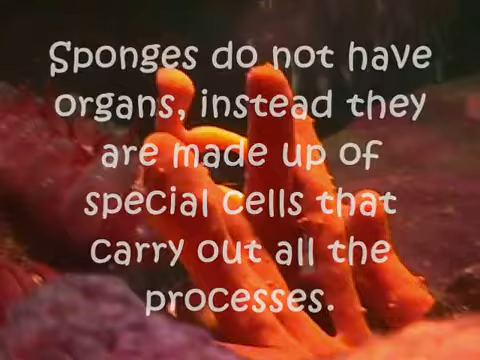 Sponges do not have
organs, instead they
are made up of
special cells that
carry out all the
processes.